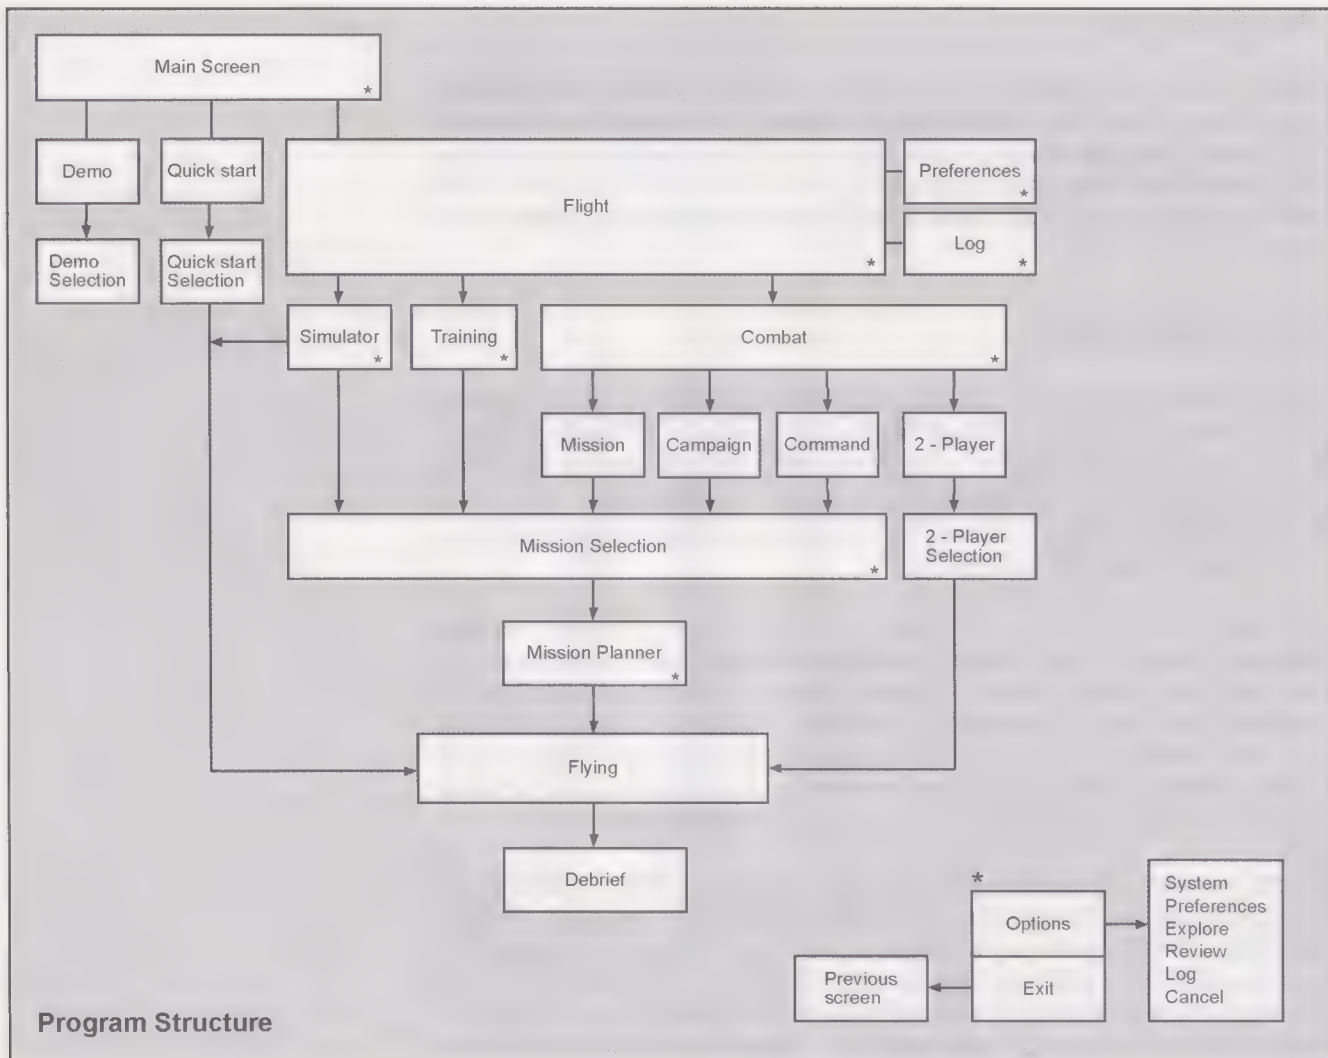 Main Screen
*
Demo
Quick start
Flight
*
Preferences
*
Log
*
Demo
Selection
Quick start
Selection
Simulator
*
Training
*
Combat
*
Mission
Campaign
Command
2 - Player
Mission Selection
*
2 - Player
Selection
Mission Planner
*
Flying
Debrief
*
Options
Exit
Previous
screen
System
Preferences
Explore
Review
Log
Cancel
Program Structure